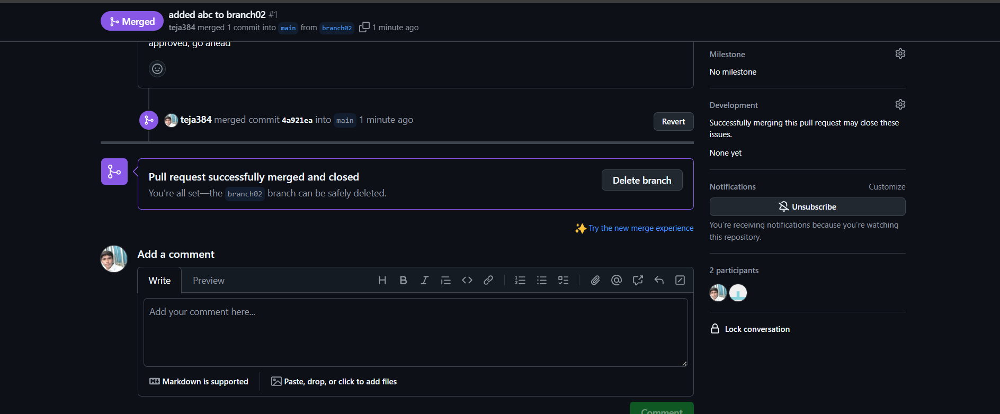 Merged
added abc to branch02 #1
teja384 merged 1 commit into main from branch02 1 minute ago
approved, go ahead
teja384 merged commit 4a921ea into main 1 minute ago
Revert
Pull request successfully merged and closed
You're all set—the branch02 branch can be safely deleted.
Delete branch
Try the new merge experience
Add a comment
Write
Preview
Add your comment here...
Markdown is supported
Paste, drop, or click to add files
Comment
Milestone
No milestone
Development
Successfully merging this pull request may close these
issues.
None yet
Notifications
Customize
Unsubscribe
You're receiving notifications because you're watching
this repository.
2 participants
Lock conversation